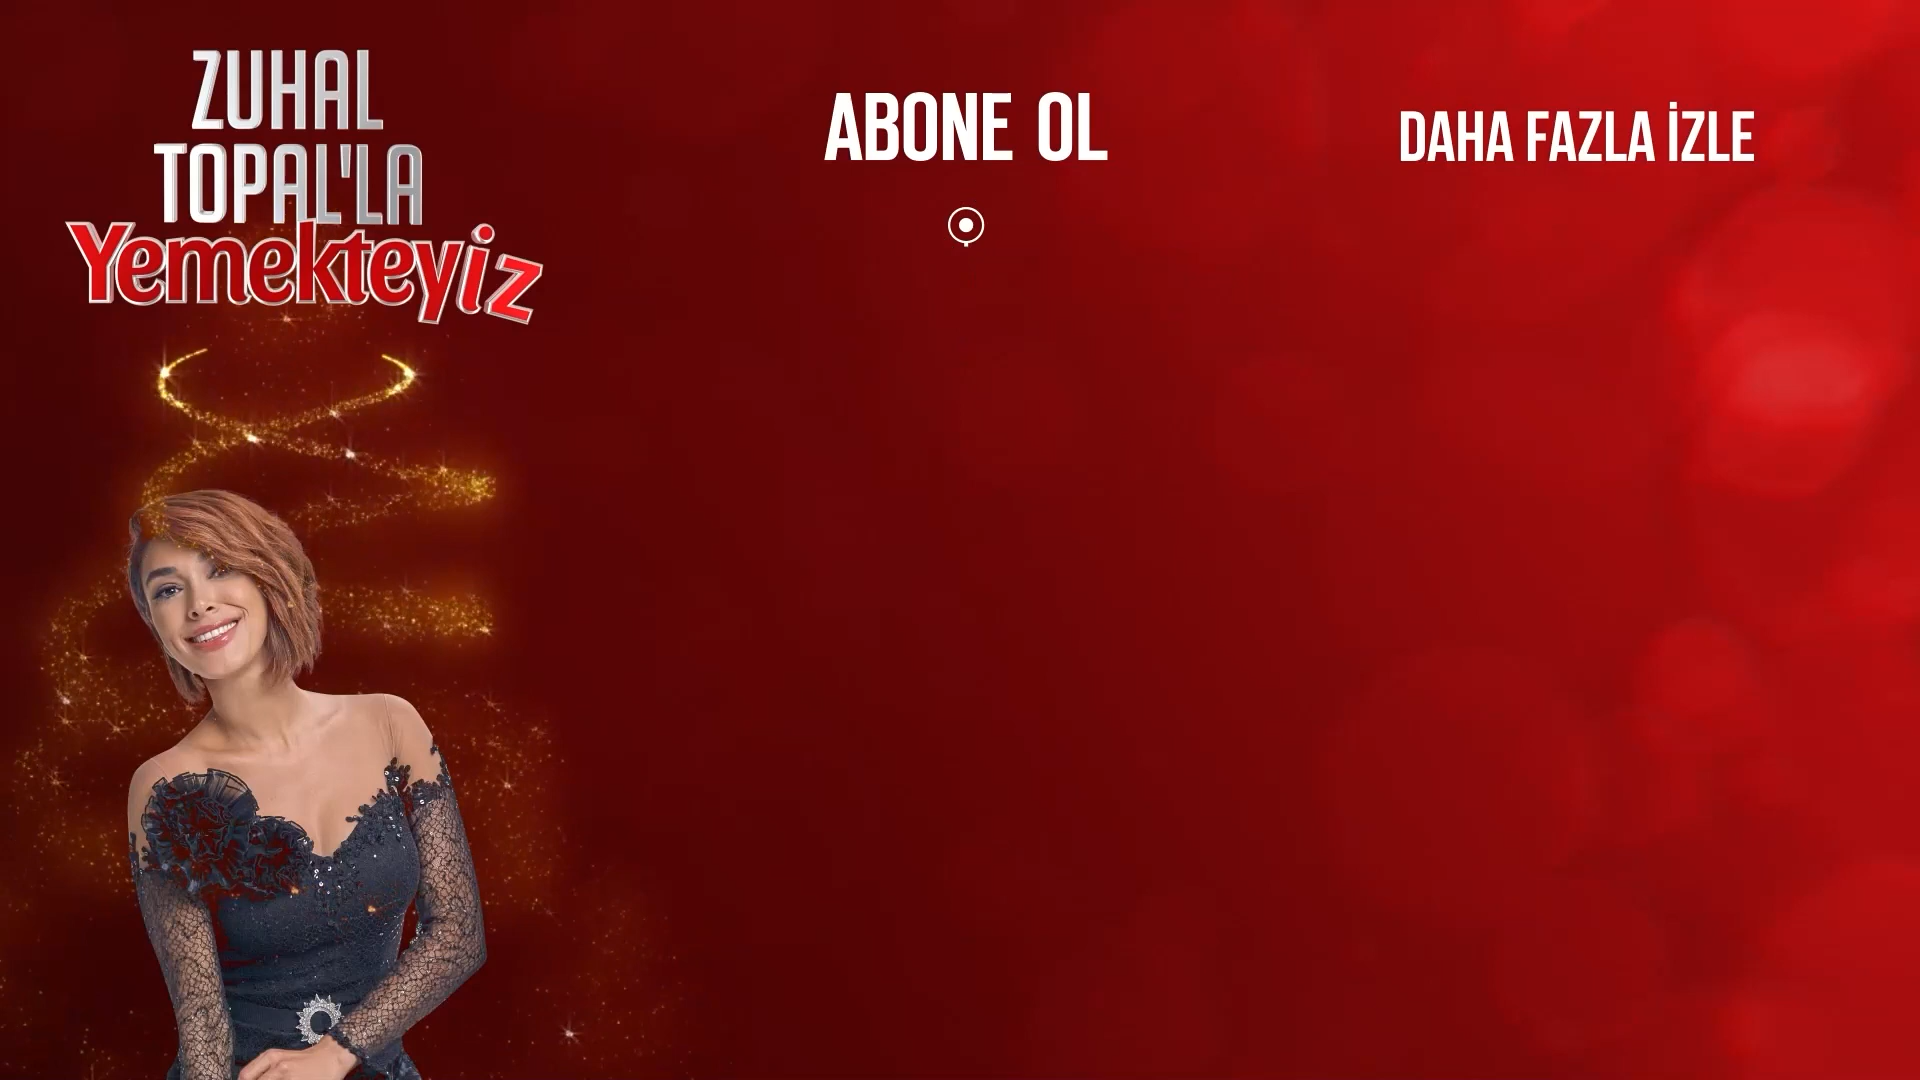 ZUHAL
TOPAL'LA
Yemekteyiz
ABONE OL
DAHA FAZLA İZLE